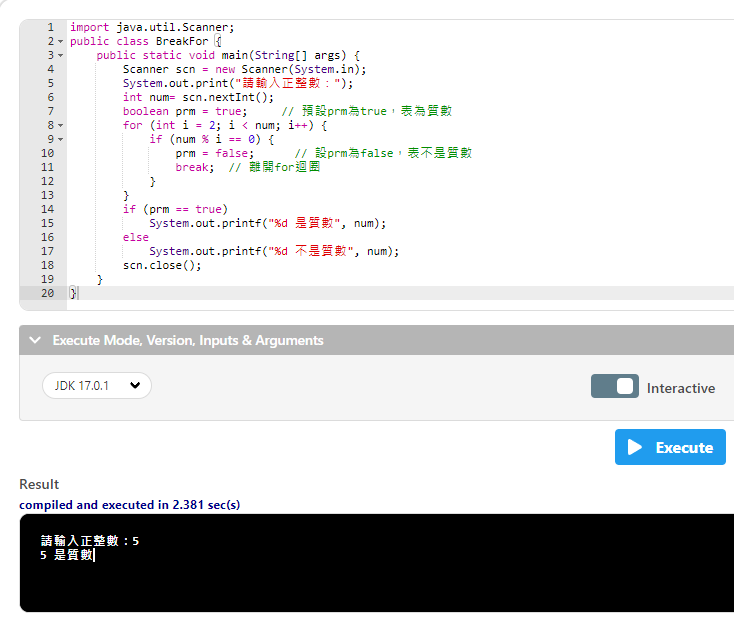 1 import java.util.Scanner;
2 public class BreakFor {
3     public static void main(String[] args) {
4         Scanner scn = new Scanner(System.in);
5         System.out.print("請輸入正整數：");
6         int num= scn.nextInt();
7         boolean prm = true;     // 預設prm為true，表為質數
8         for (int i = 2; i < num; i++) {
9             if (num % i == 0) {
10                 prm = false;      // 設prm為false，表不是質數
11                 break;  // 離開for迴圈
12             }
13         }
14         if (prm == true)
15             System.out.printf("%d 是質數", num);
16         else
17             System.out.printf("%d 不是質數", num);
18         scn.close();
19     }
20 }
Execute Mode, Version, Inputs & Arguments
JDK 17.0.1
Interactive
Execute
Result
compiled and executed in 2.381 sec(s)
請輸入正整數：5
5 是質數